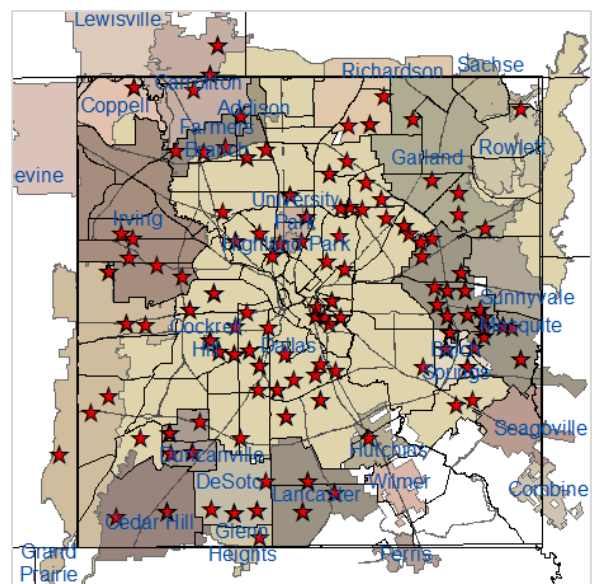 Lewisville
Sachse
Richardson
Carrollton
Coppell
Addison
Farmers
Branch
Garland
Rowlett
evine
University
Park
Irving
Highland Park
Sunnyvale
Cockrell
Hill
Dallas
Mesquite
Balch
Springs
Seagoville
Hutchins
Duncanville
DeSoto
Lancaster
Wilmer
Combine
Cedar Hill
Glenn
Heights
Grand
Prairie
Ferris